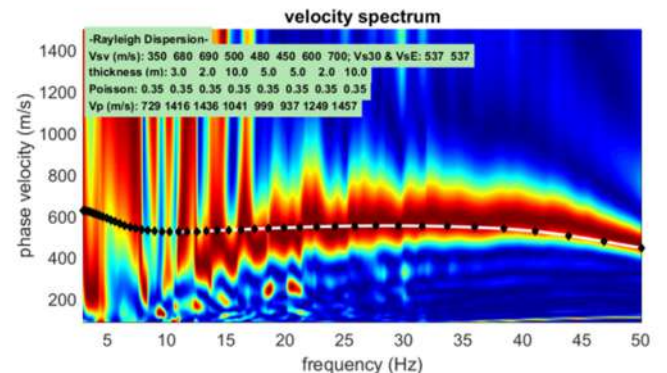 velocity spectrum
-Rayleigh Dispersion-
Vsv (m/s): 350 680 690 500 480 450 600 700; Vs30 & VsE: 537 537
thickness (m): 3.0 2.0 10.0 5.0 5.0 2.0 10.0
Poisson: 0.35 0.35 0.35 0.35 0.35 0.35 0.35 0.35
Vp (m/s): 729 1416 1436 1041 999 937 1249 1457
phase velocity (m/s)
1400
1200
1000
800
600
400
200
5 10 15 20 25 30 35 40 45 50
frequency (Hz)